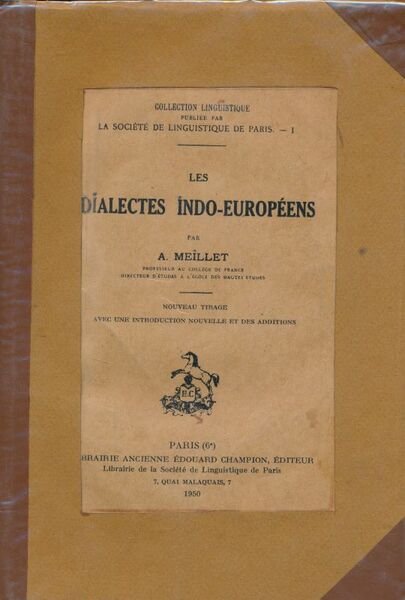 COLLECTION LINGUISTIQUE
PUBLIÉE PAR
LA SOCIÉTÉ DE LINGUISTIQUE DE PARIS. — I
LES
DIALECTES INDO-EUROPÉENS
PAR
A. MEILLET
PROFESSEUR AU COLLÈGE DE FRANCE
DIRECTEUR D'ÉTUDES A L'ÉCOLE DES HAUTES ÉTUDES
NOUVEAU TIRAGE
AVEC UNE INTRODUCTION NOUVELLE ET DES ADDITIONS
PARIS (6e)
BRAIRIE ANCIENNE ÉDOUARD CHAMPION, ÉDITEUR
Librairie de la Société de Linguistique de Paris
7, QUAI MALAQUAIS, 7
1950